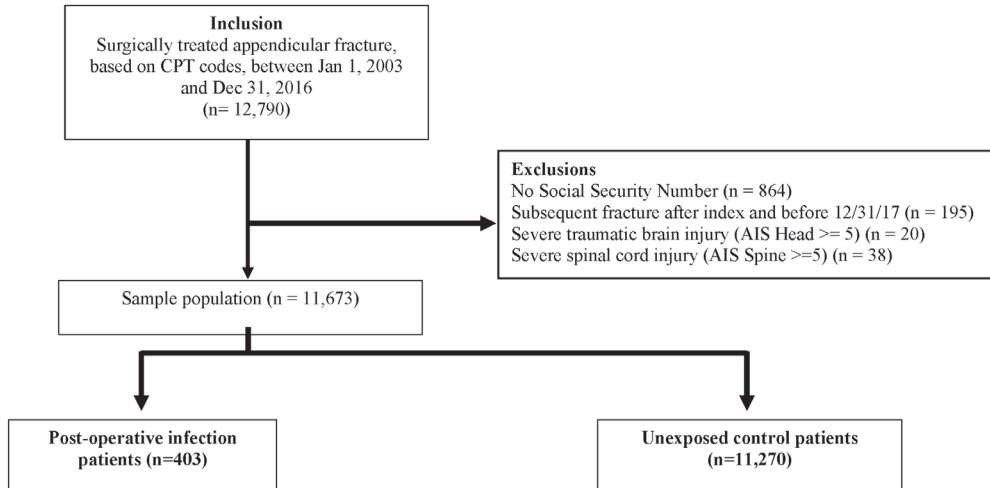 Inclusion
Surgically treated appendicular fracture,
based on CPT codes, between Jan 1, 2003
and Dec 31, 2016
(n= 12,790)
Exclusions
No Social Security Number (n = 864)
Subsequent fracture after index and before 12/31/17 (n = 195)
Severe traumatic brain injury (AIS Head >= 5) (n = 20)
Severe spinal cord injury (AIS Spine >=5) (n = 38)
Sample population (n = 11,673)
Post-operative infection
patients (n=403)
Unexposed control patients
(n=11,270)